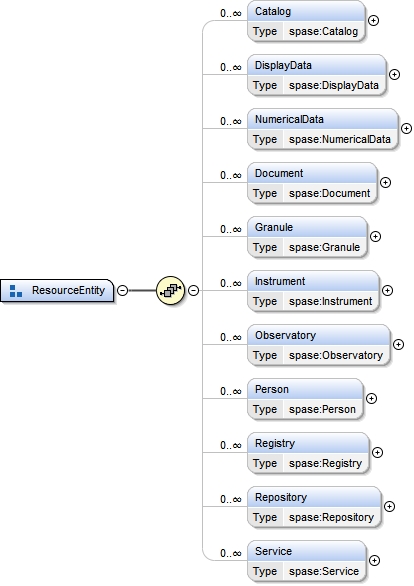 0..∞
Catalog
Type spase:Catalog
0..∞
DisplayData
Type spase:DisplayData
0..∞
NumericalData
Type spase:NumericalData
0..∞
Document
Type spase:Document
0..∞
Granule
Type spase:Granule
ResourceEntity
0..∞
Instrument
Type spase:Instrument
0..∞
Observatory
Type spase:Observatory
0..∞
Person
Type spase:Person
0..∞
Registry
Type spase:Registry
0..∞
Repository
Type spase:Repository
0..∞
Service
Type spase:Service